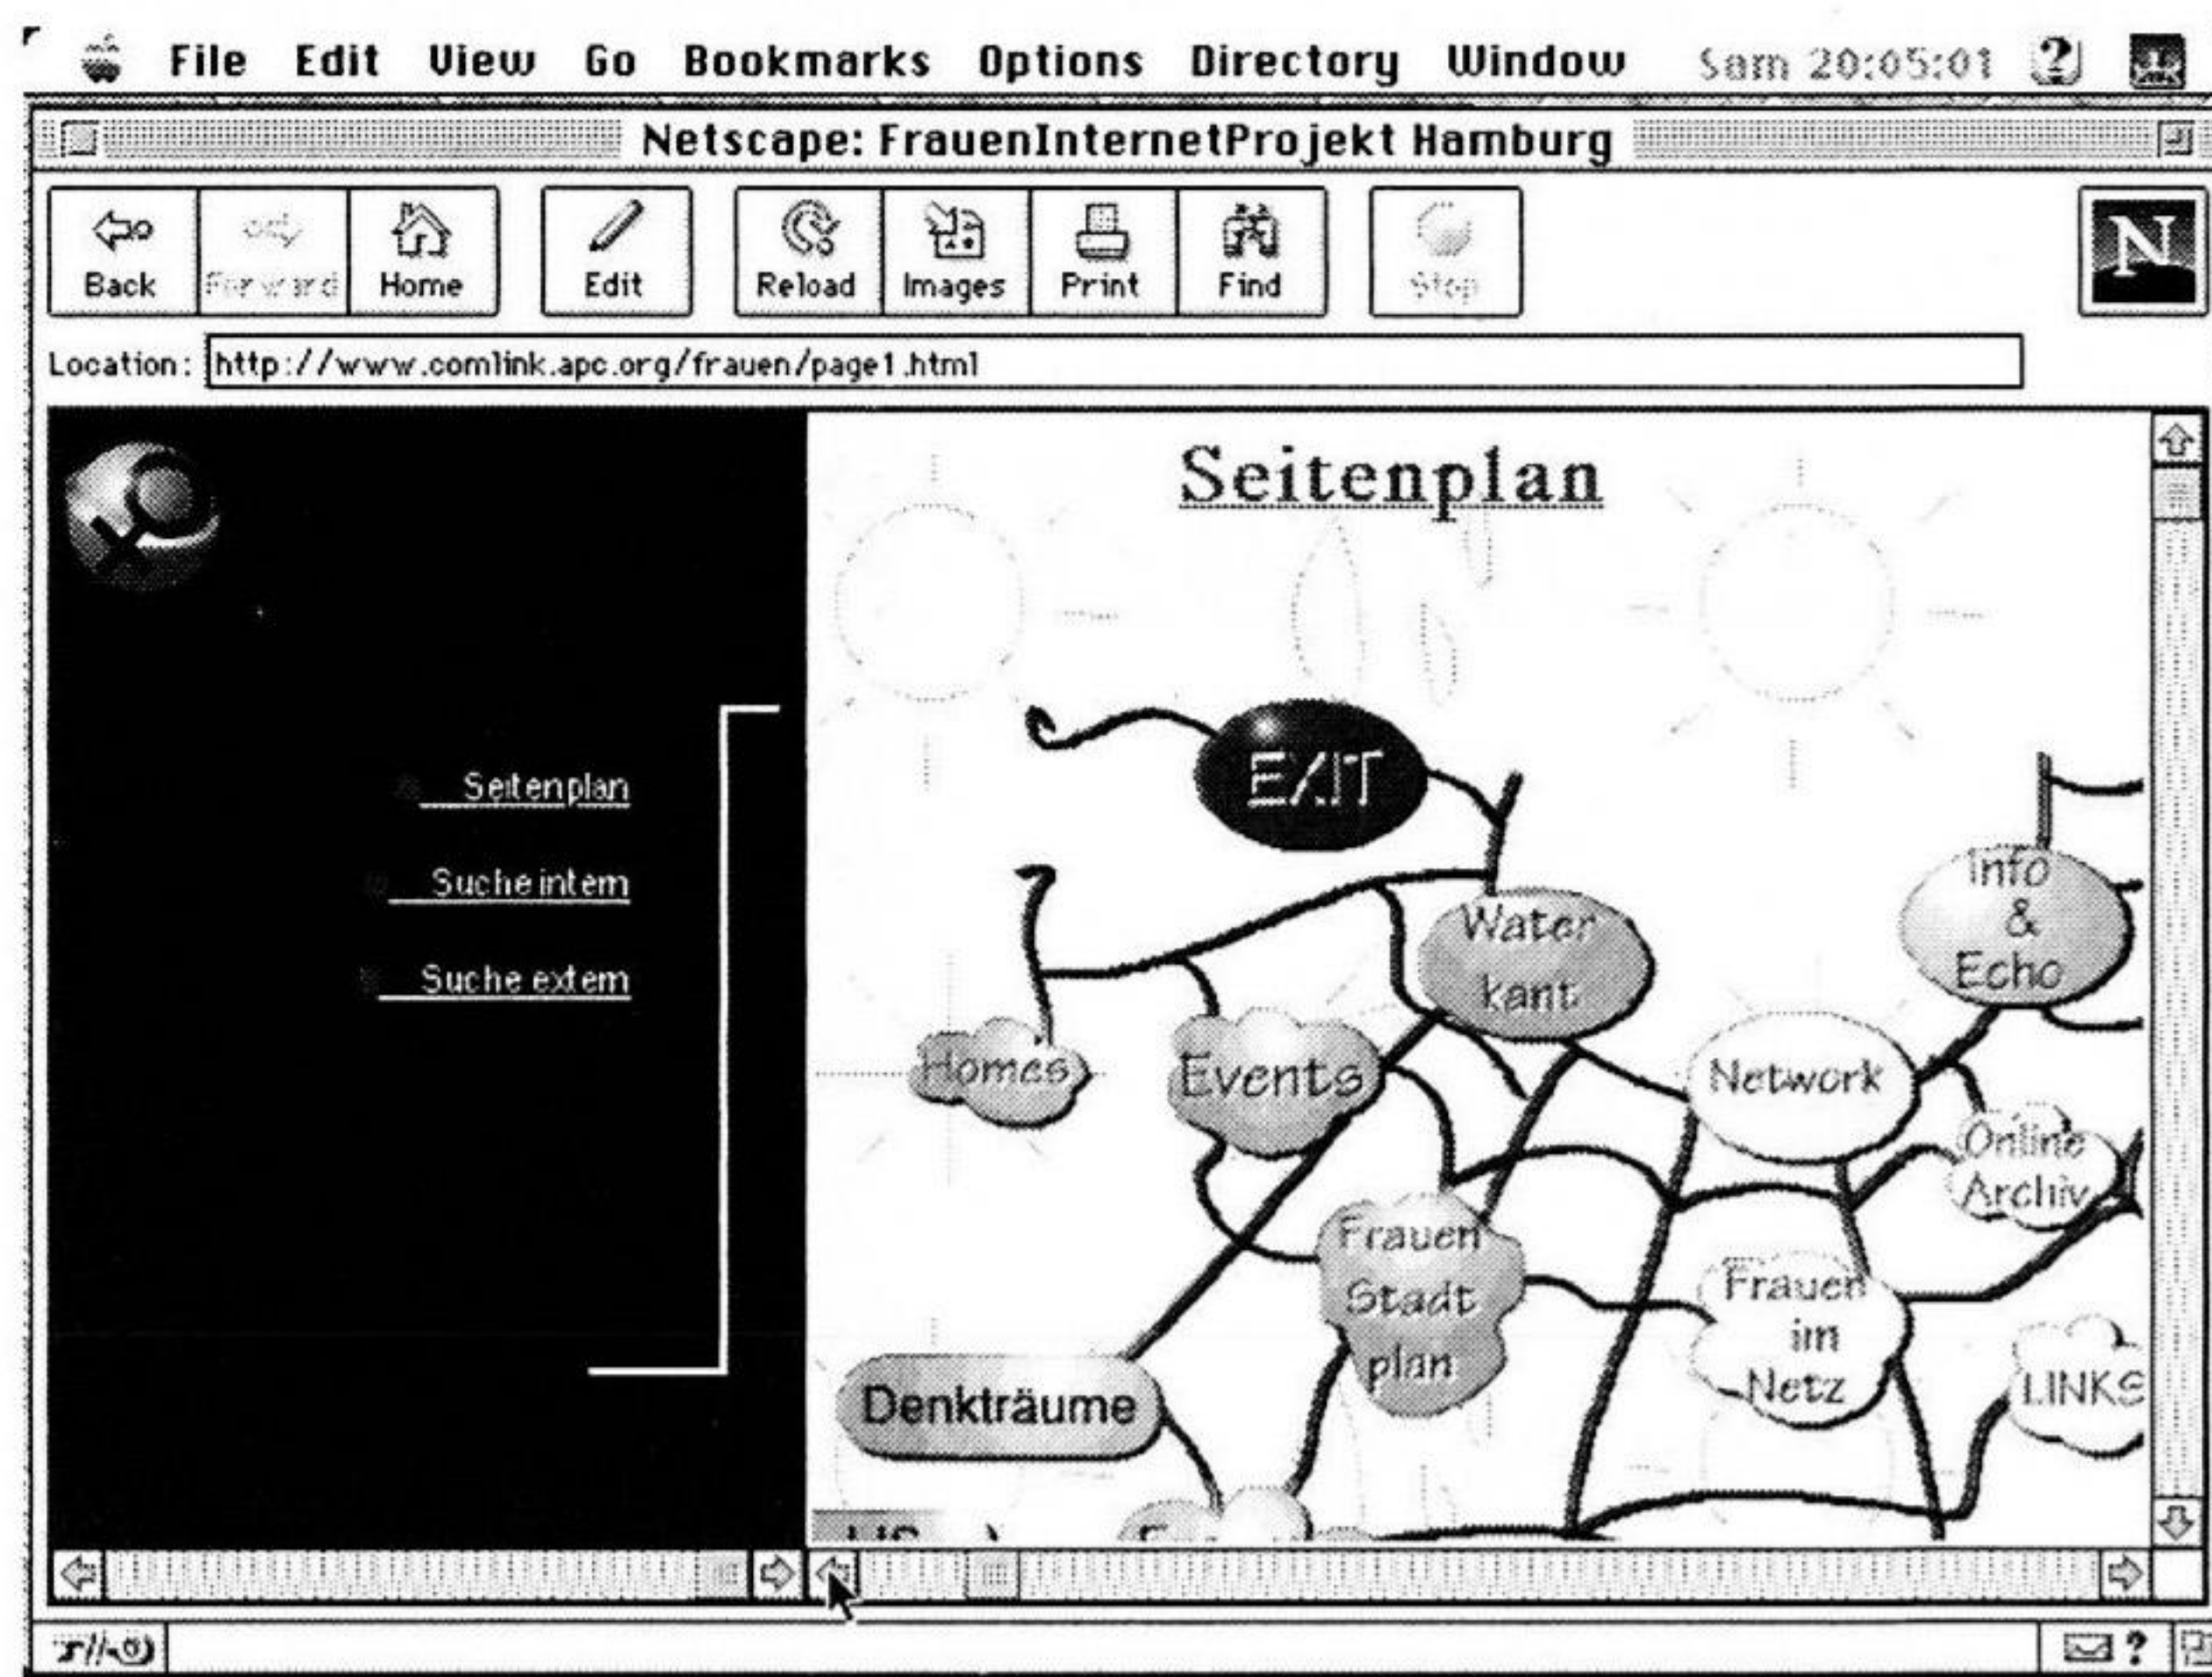 File Edit View Go Bookmarks Options Directory Window Sam 20:05:01
Netscape: FrauenInternetProjekt Hamburg
Back Forward Home Edit Reload Images Print Find Stop
N
Location: http://www.comlink.apc.org/frauen/page1.html
Seitenplan
Seitenplan
Suche intern
Suche extern
EXIT
Water
kant
Info
&
Echo
Homes
Events
Network
Online
Archiv
Frauen
Stadt
plan
Frauen
im
Netz
LINKS
Denkträume